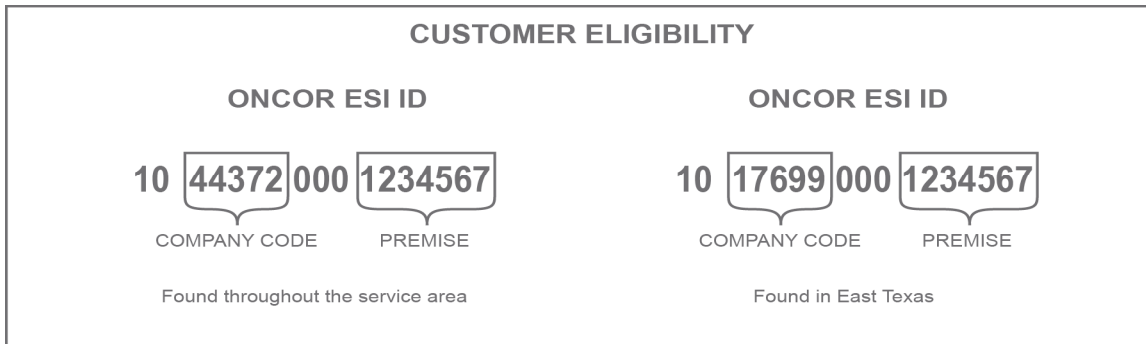 CUSTOMER ELIGIBILITY
ONCOR ESI ID
10 44372 000 1234567
COMPANY CODE PREMISE
Found throughout the service area
ONCOR ESI ID
10 17699 000 1234567
COMPANY CODE PREMISE
Found in East Texas